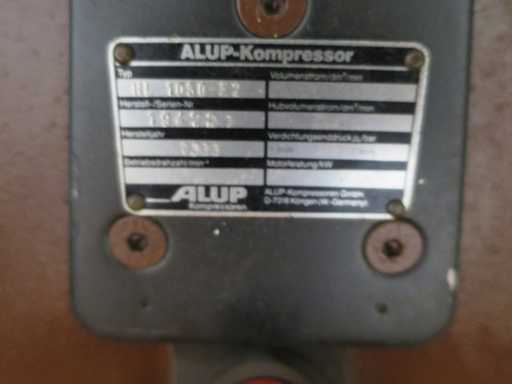 ALUP-Kompressor
Typ
Volumenstrom/dm³/min
Herstell-/Serien-Nr
Hubvolumenstrom/dm³/min
Herstelljahr
Verdichtungsenddruck p₂/bar
Betriebsdrehzahl/min⁻¹
Motorleistung/kW
ALUP
Kompressoren
ALUP-Kompressoren GmbH.
D-7316 Köngen (W.-Germany)